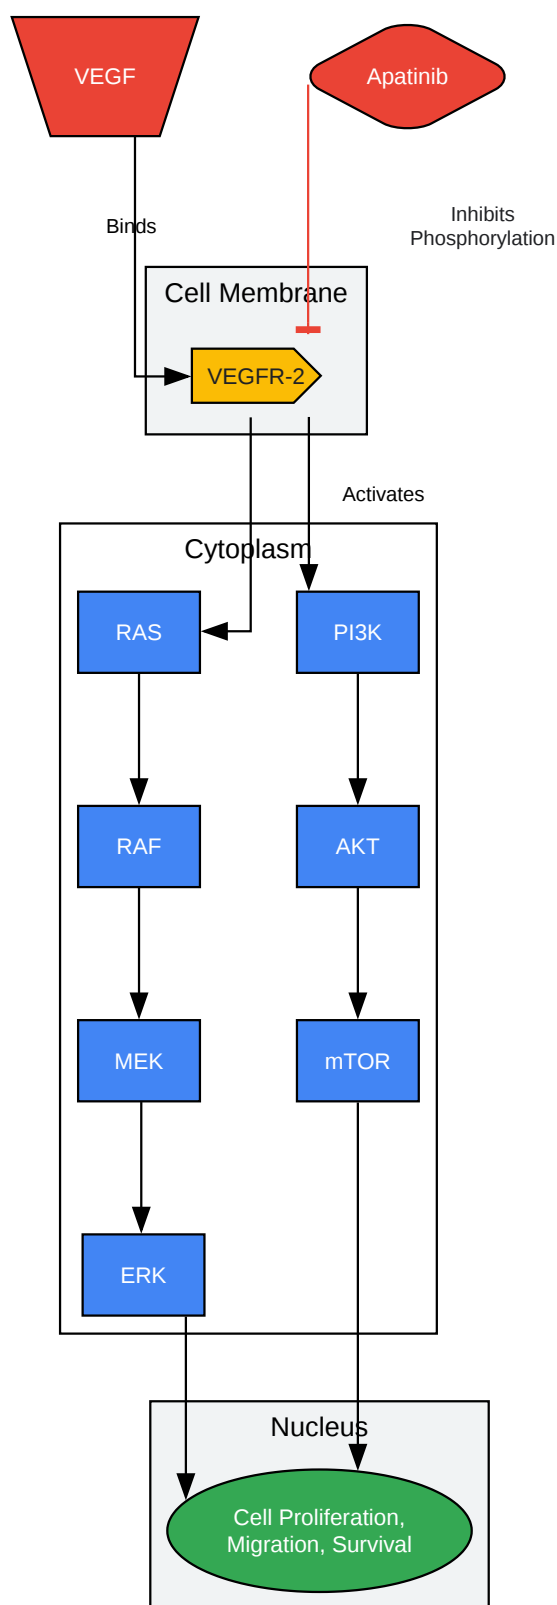 VEGF
Apatinib
Binds
Inhibits
Phosphorylation
Cell Membrane
VEGFR-2
Activates
Cytoplasm
RAS
PI3K
RAF
AKT
MEK
mTOR
ERK
Nucleus
Cell Proliferation,
Migration, Survival